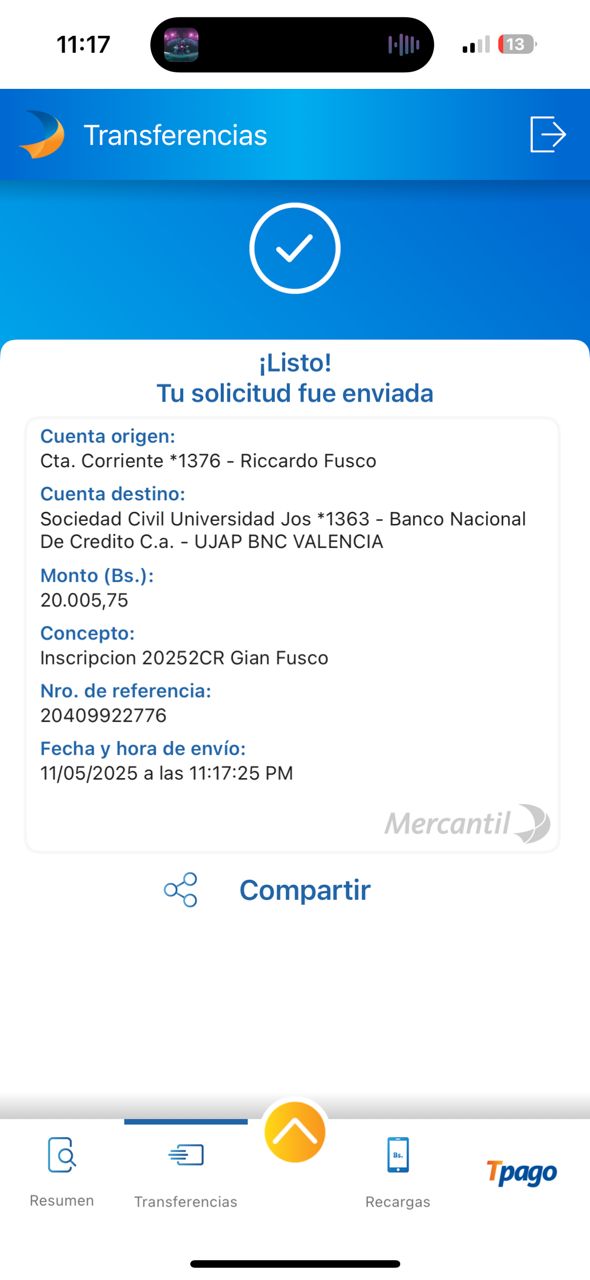 11:17
13
Transferencias
¡Listo!
Tu solicitud fue enviada
Cuenta origen:
Cta. Corriente *1376 - Riccardo Fusco
Cuenta destino:
Sociedad Civil Universidad Jos *1363 - Banco Nacional
De Credito C.a. - UJAP BNC VALENCIA
Monto (Bs.):
20.005,75
Concepto:
Inscripcion 20252CR Gian Fusco
Nro. de referencia:
20409922776
Fecha y hora de envío:
11/05/2025 a las 11:17:25 PM
Mercantil
Compartir
Bs.
Tpago
Resumen
Transferencias
Recargas